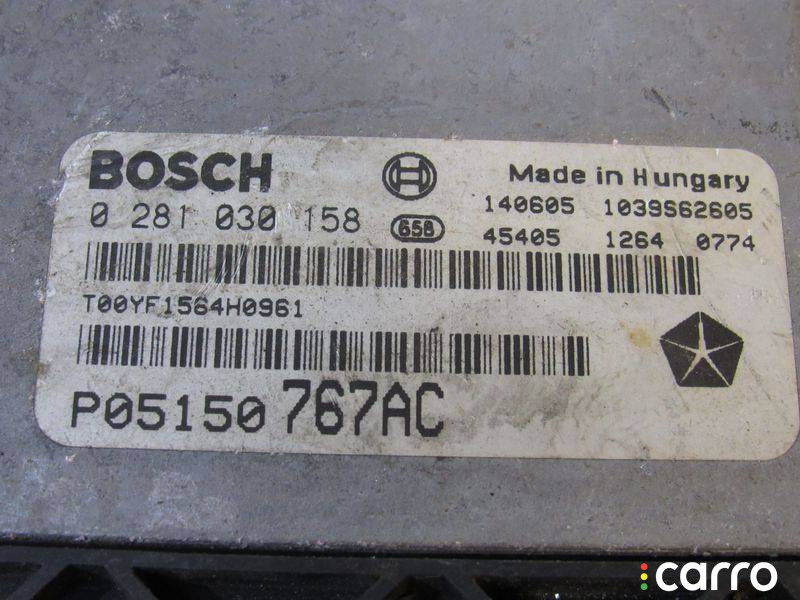 BOSCH
Made in Hungary
0 281 030 158
658
140605 1039S62605
45405 1264 0774
T00YF1564H0961
P05150767AC
carro